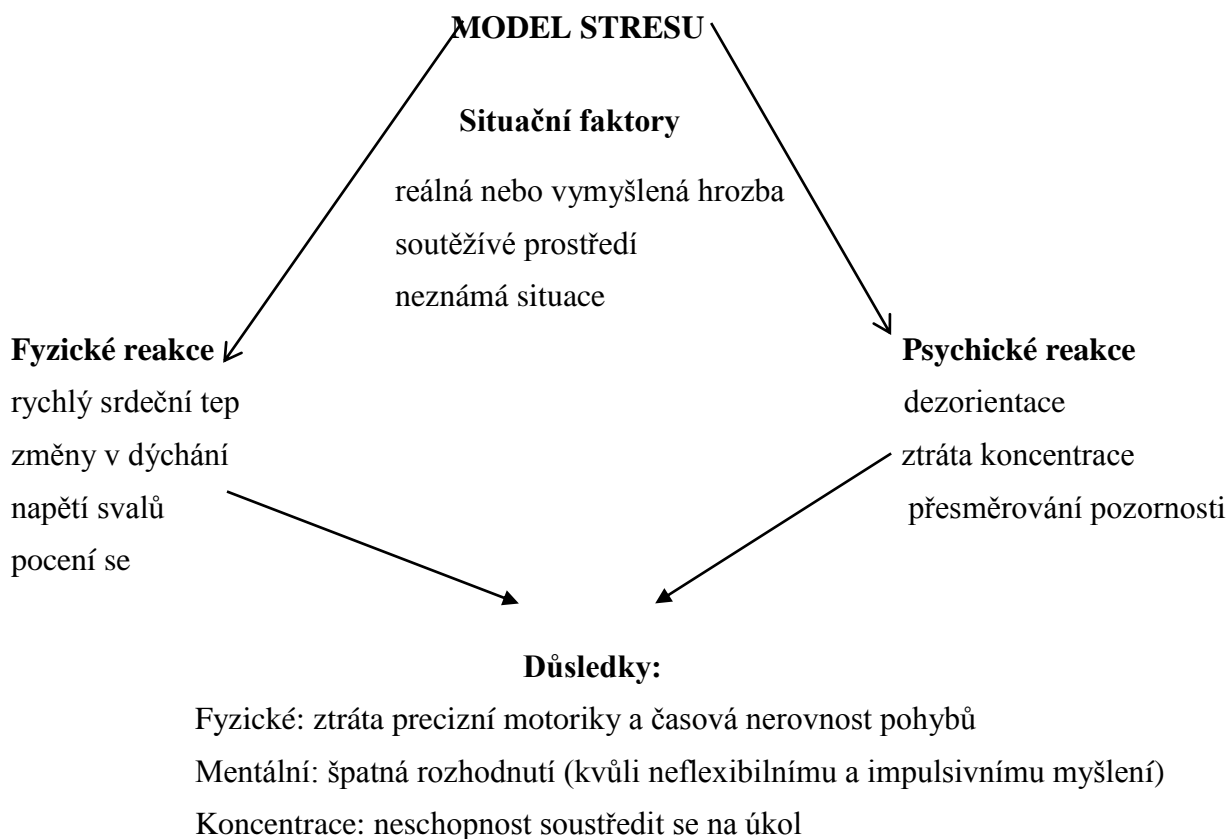 MODEL STRESU
Situační faktory
reálná nebo vymyšlená hrozba
soutěžívé prostředí
neznámá situace
Fyzické reakce
rychlý srdeční tep
změny v dýchání
napětí svalů
pocení se
Psychické reakce
dezorientace
ztráta koncentrace
přesměrování pozornosti
Důsledky:
Fyzické: ztráta precizní motoriky a časová nerovnost pohybů
Mentální: špatná rozhodnutí (kvůli neflexibilnímu a impulsivnímu myšlení)
Koncentrace: neschopnost soustředit se na úkol